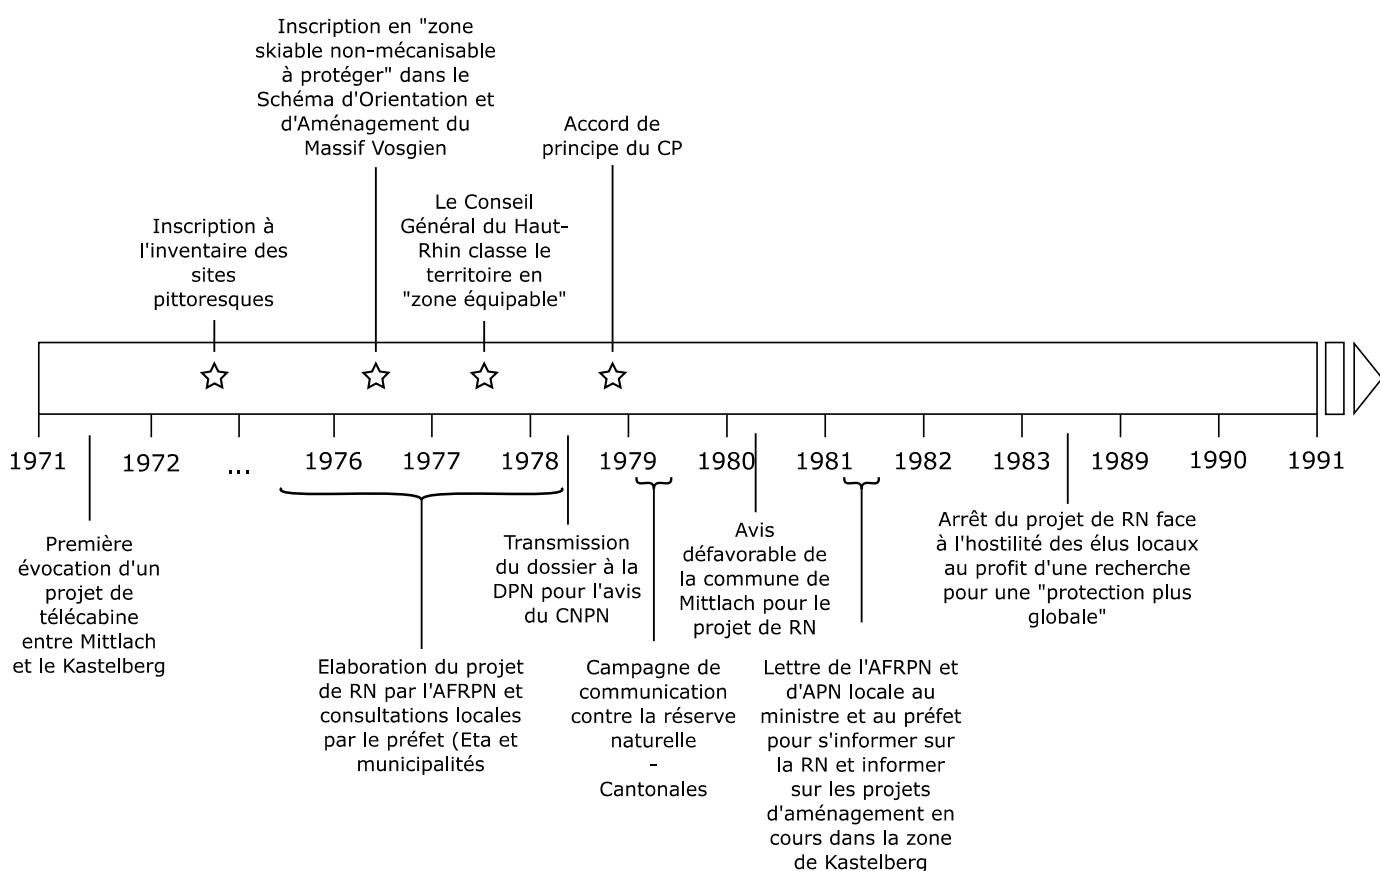 Inscription en "zone
skiable non-mécanisable
à protéger" dans le
Schéma d'Orientation et
d'Aménagement du
Massif Vosgien
Accord de
principe du CP
Inscription à
l'inventaire des
sites
pittoresques
Le Conseil
Général du Haut-
Rhin classe le
territoire en
"zone équipable"
1971 1972 ... 1976 1977 1978 1979 1980 1981 1982 1983 1989 1990 1991
Première
évocation d'un
projet de
télécabine
entre Mittlach
et le Kastelberg
Elaboration du projet
de RN par l'AFRPN et
consultations locales
par le préfet (Eta et
municipalités
Transmission
du dossier à la
DPN pour l'avis
du CNPN
Campagne de
communication
contre la réserve
naturelle
-
Cantonales
Avis
défavorable de
la commune de
Mittlach pour le
projet de RN
Lettre de l'AFRPN et
d'APN locale au
ministre et au préfet
pour s'informer sur
la RN et informer
sur les projets
d'aménagement en
cours dans la zone
de Kastelberg
Arrêt du projet de RN face
à l'hostilité des élus locaux
au profit d'une recherche
pour une "protection plus
globale"